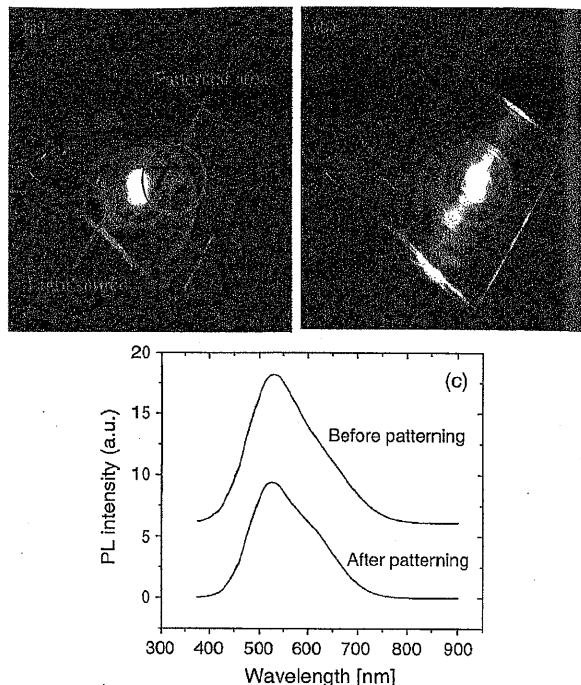 Patterned area
Light source
20
15
10
5
0
PL intensity (a.u.)
(c)
Before patterning
After patterning
300 400 500 600 700 800 900
Wavelength [nm]